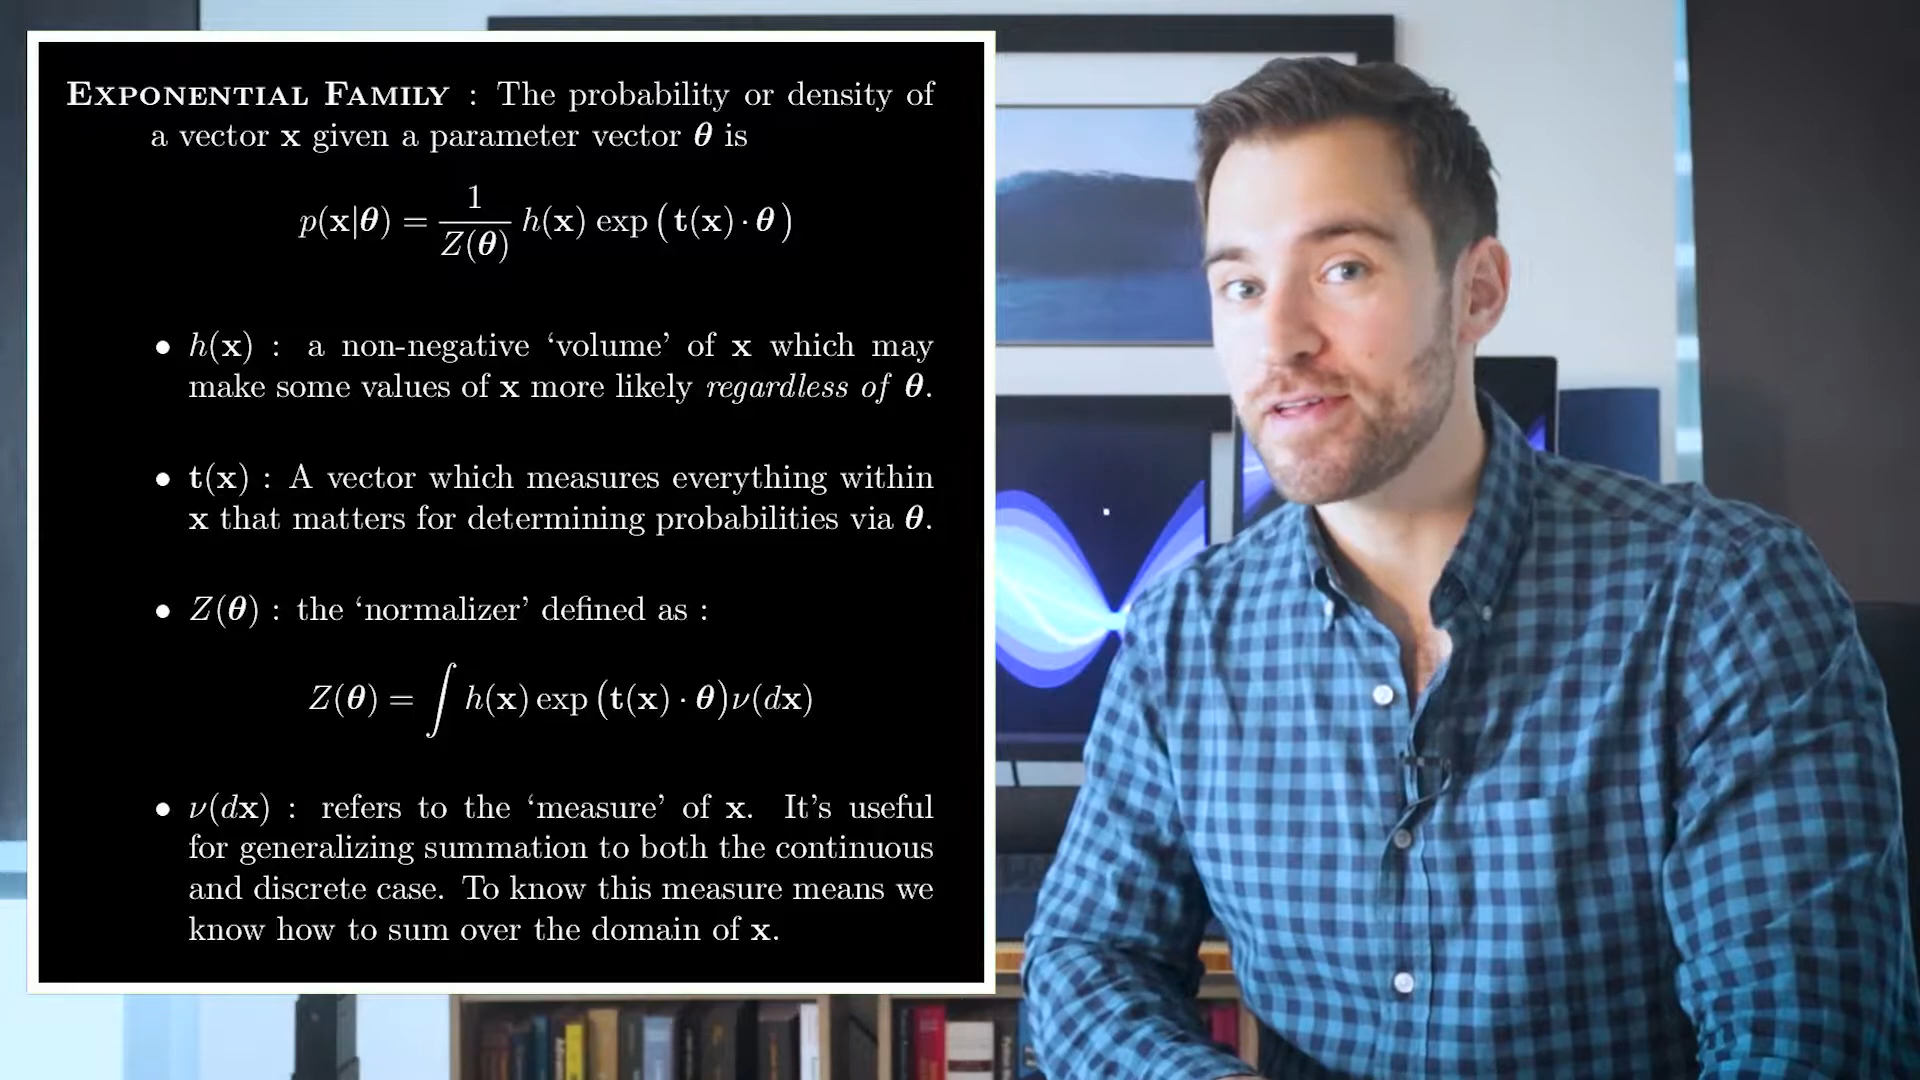 EXPONENTIAL FAMILY : The probability or density of
a vector x given a parameter vector θ is
p(x|θ) = 1/Z(θ) h(x) exp (t(x) · θ)
• h(x) : a non-negative ‘volume’ of x which may
make some values of x more likely regardless of θ.
• t(x) : A vector which measures everything within
x that matters for determining probabilities via θ.
• Z(θ) : the ‘normalizer’ defined as :
Z(θ) = ∫ h(x) exp (t(x) · θ)ν(dx)
• ν(dx) : refers to the ‘measure’ of x. It’s useful
for generalizing summation to both the continuous
and discrete case. To know this measure means we
know how to sum over the domain of x.